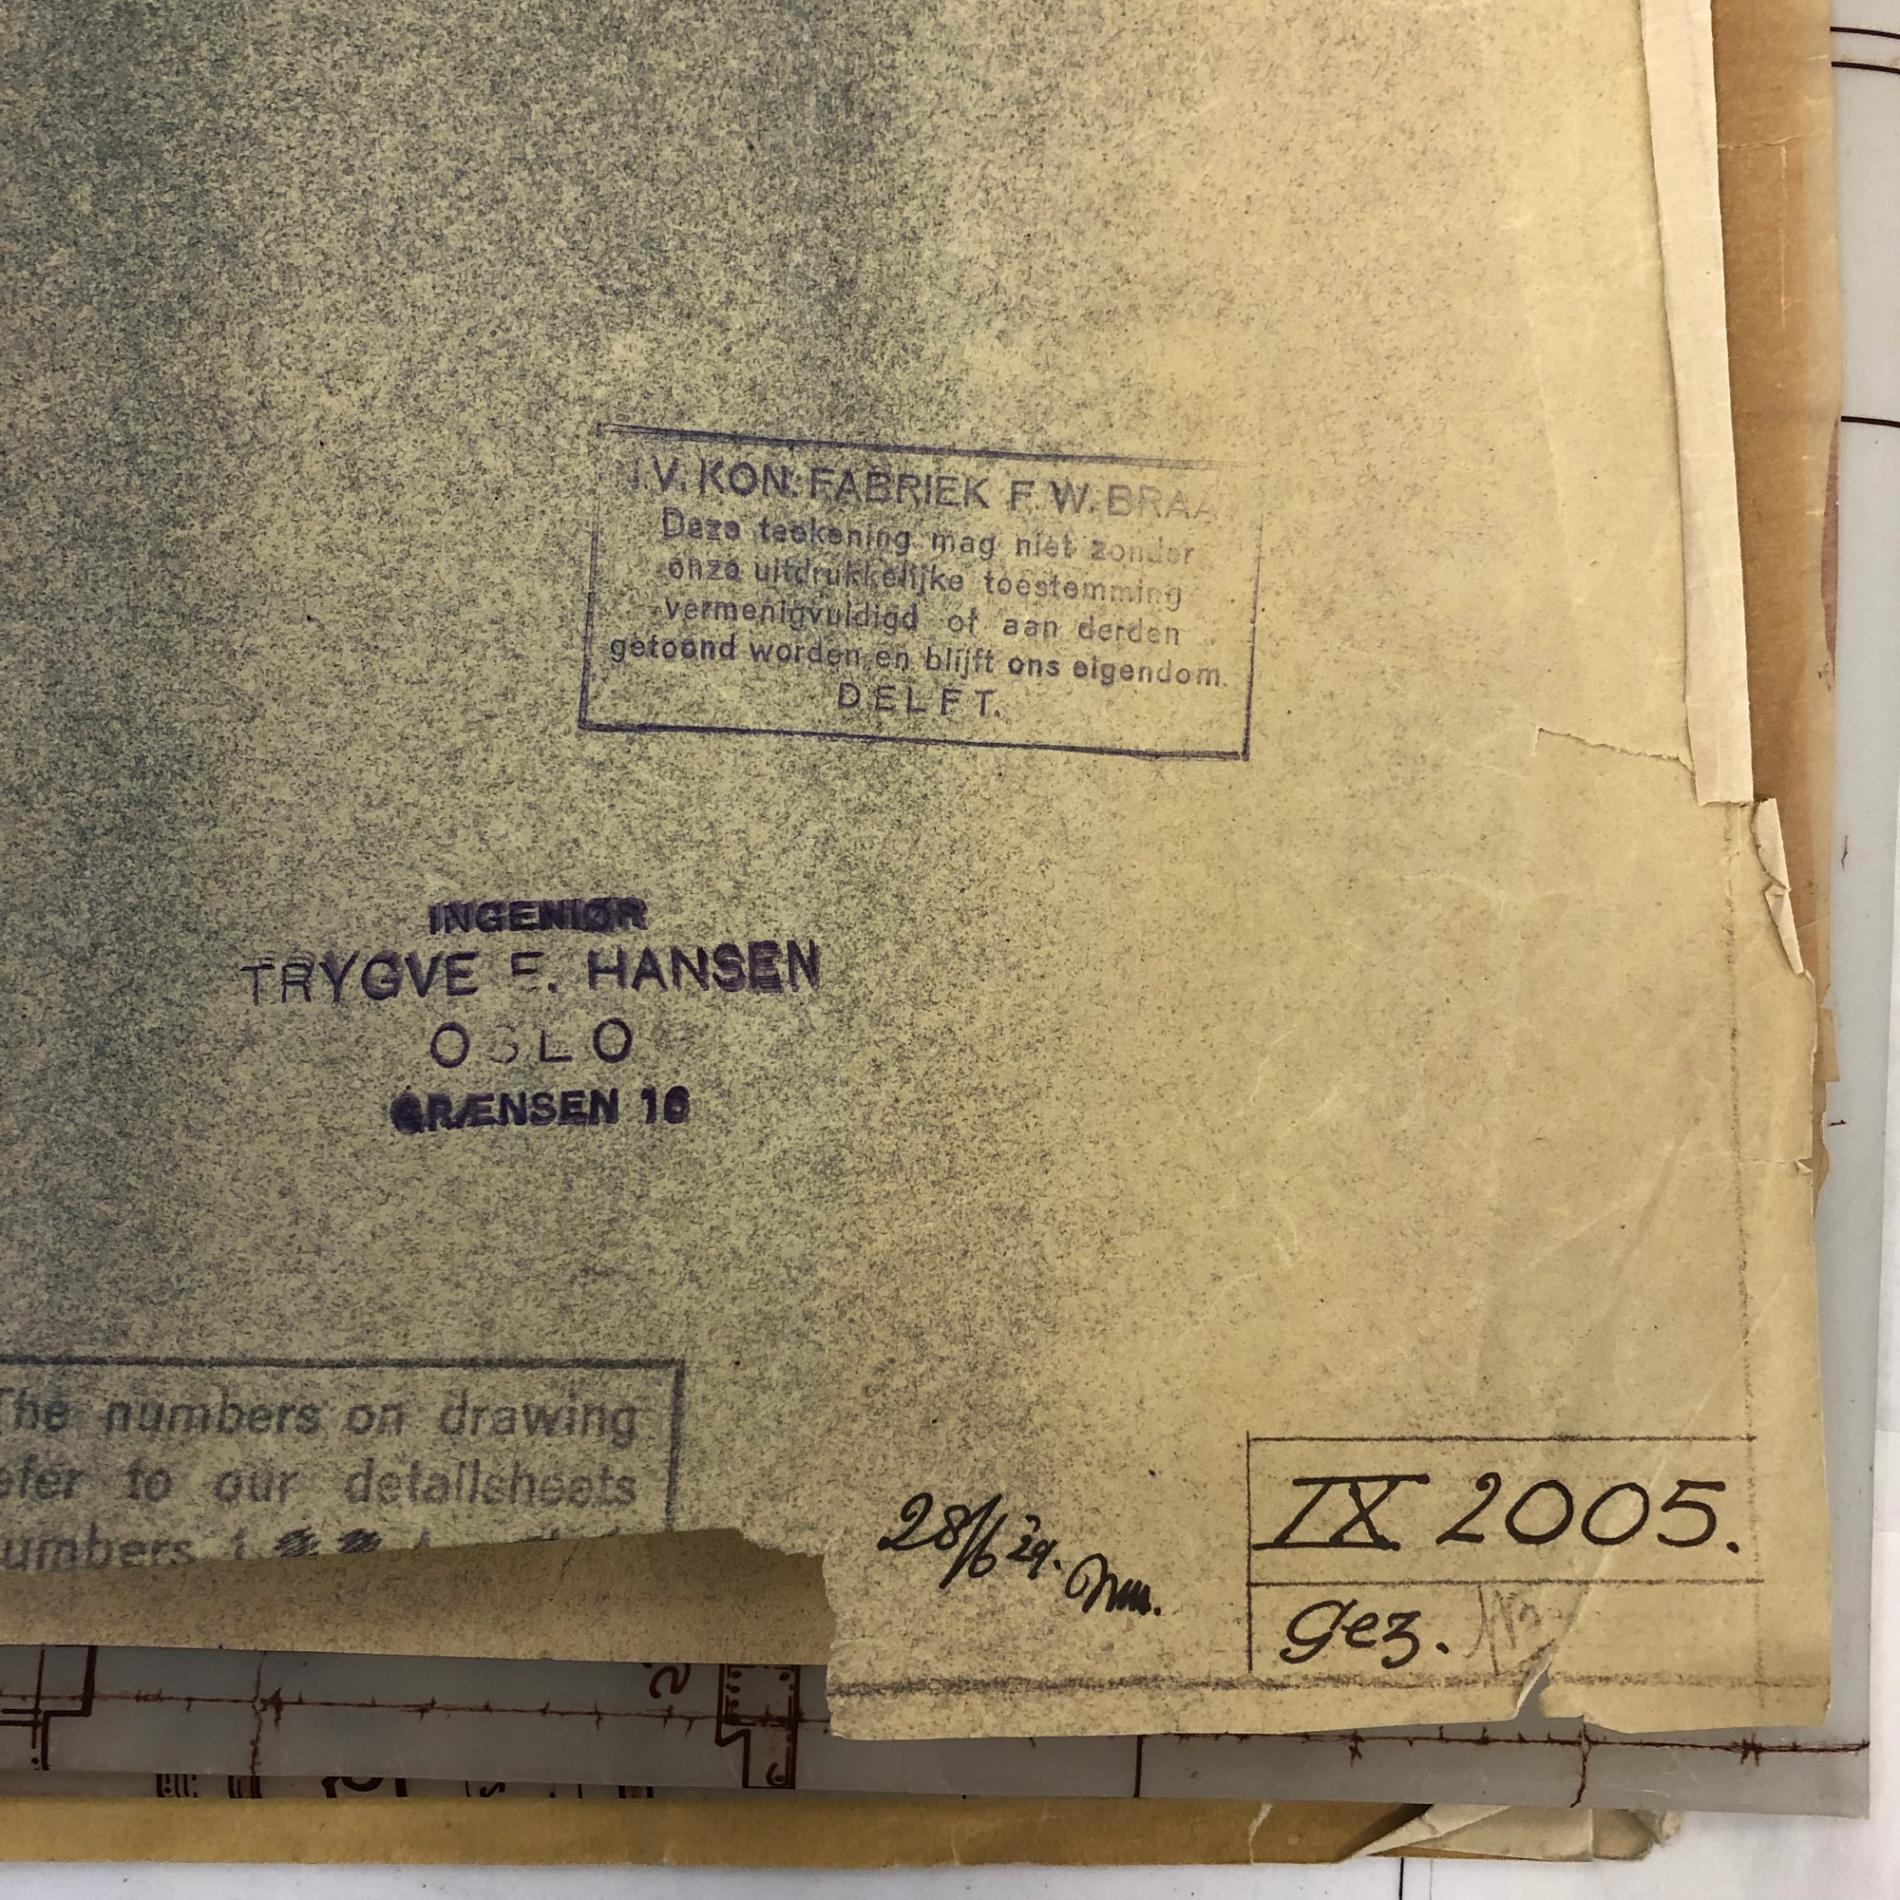 .V. KON. FABRIEK F. W. BRAA
Deze teekening mag niet zonder
onze uitdrukkelijke toestemming
vermenigvuldigd of aan derden
getoond worden en blijft ons eigendom.
DELFT.
INGENIØR
TRYGVE F. HANSEN
OSLO
GRÆNSEN 16
The numbers on drawing
efer to our detailsheets
umbers 1
28/6 29.
IX 2005.
Gez.